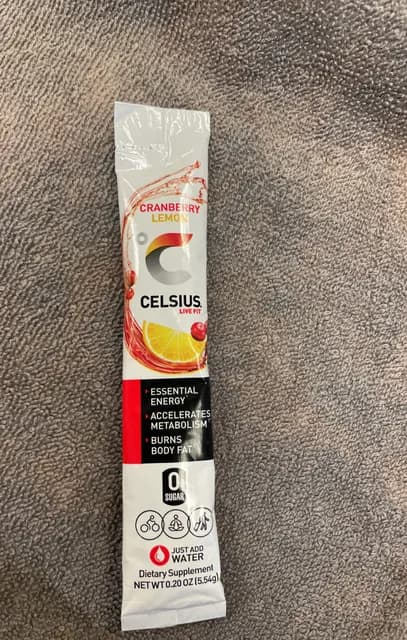 CRANBERRY
LEMON
CELSIUS.
LIVE FIT
ESSENTIAL
ENERGY*
ACCELERATES
METABOLISM*
BURNS
BODY FAT*
0
SUGAR
JUST ADD
WATER
Dietary Supplement
NET WT 0.20 OZ (5.54g)